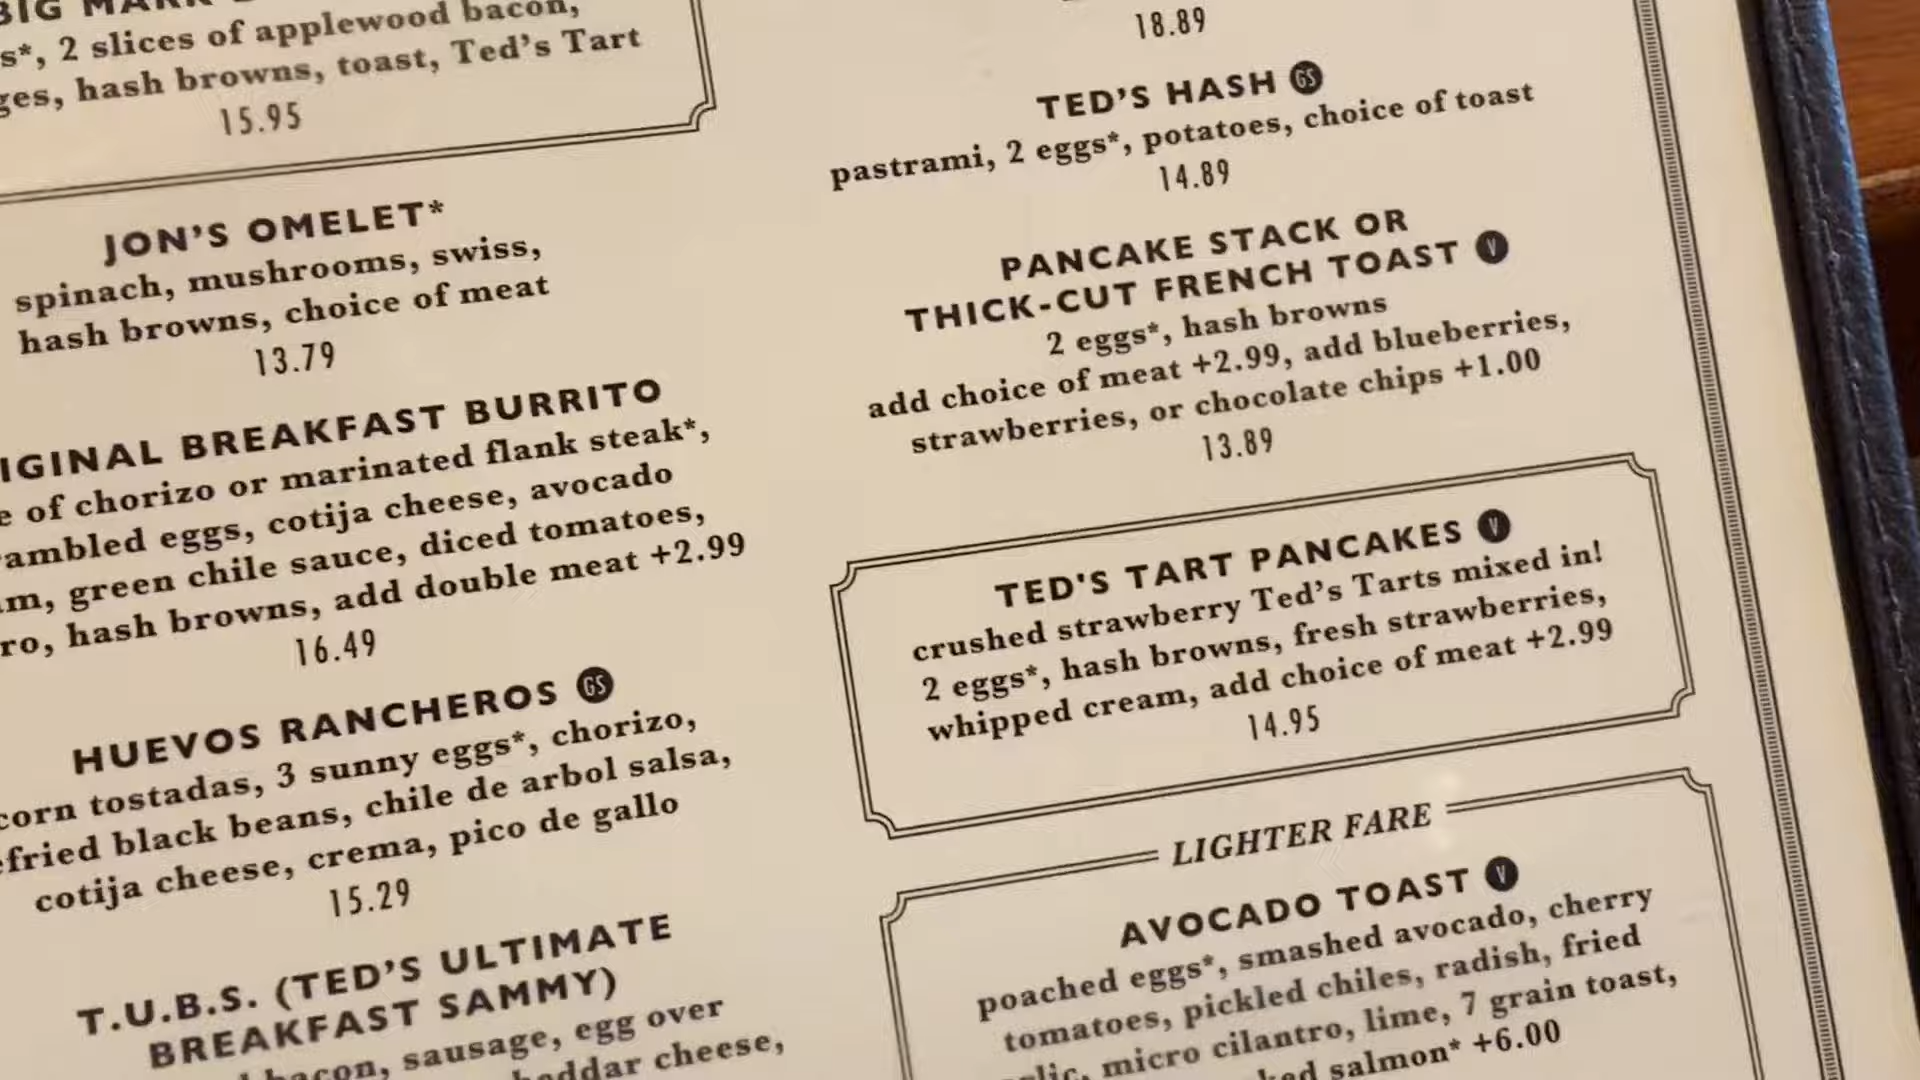 2 slices of applewood bacon,
hash browns, toast, Ted's Tart
15.95
JON'S OMELET*
spinach, mushrooms, swiss,
hash browns, choice of meat
13.79
BREAKFAST BURRITO
of chorizo or marinated flank steak*,
eggs, cotija cheese, avocado
green chile sauce, diced tomatoes,
hash browns, add double meat +2.99
16.49
HUEVOS RANCHEROS GS
corn tostadas, 3 sunny eggs*, chorizo,
black beans, chile de arbol salsa,
cotija cheese, crema, pico de gallo
15.29
T.U.B.S. (TED'S ULTIMATE
BREAKFAST SAMMY)
bacon, sausage, egg over
cheese,
18.89
TED'S HASH GS
pastrami, 2 eggs*, potatoes, choice of toast
14.89
PANCAKE STACK OR
THICK-CUT FRENCH TOAST V
2 eggs*, hash browns
add choice of meat +2.99, add blueberries,
strawberries, or chocolate chips +1.00
13.89
TED'S TART PANCAKES V
crushed strawberry Ted's Tarts mixed in!
2 eggs*, hash browns, fresh strawberries,
whipped cream, add choice of meat +2.99
14.95
LIGHTER FARE
AVOCADO TOAST V
poached eggs*, smashed avocado, cherry
tomatoes, pickled chiles, radish, fried
micro cilantro, lime, 7 grain toast,
salmon* +6.00